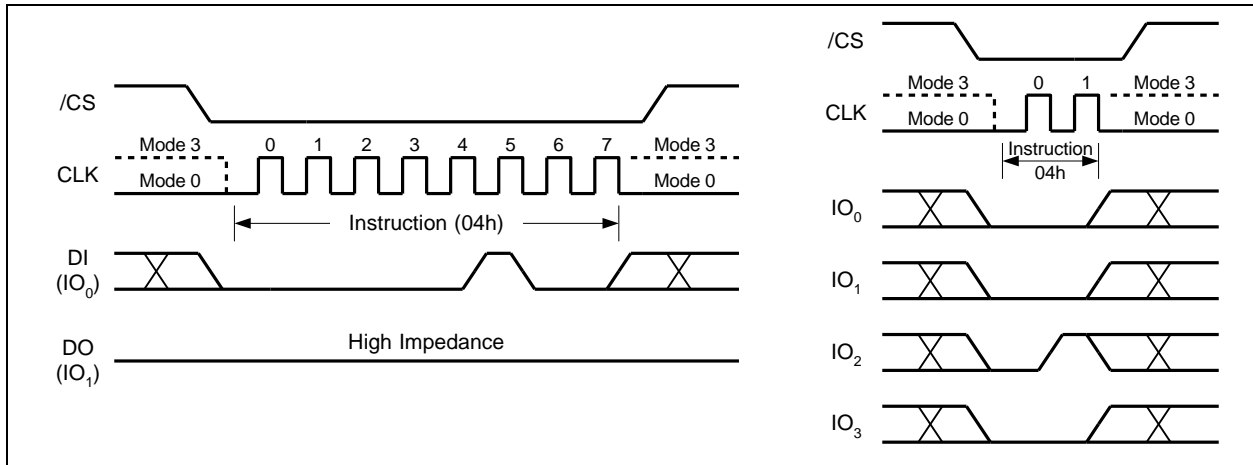 /CS
Mode 3
Mode 0
CLK
0 1 2 3 4 5 6 7
Mode 3
Mode 0
Instruction (04h)
DI
(IO₀)
DO
(IO₁)
High Impedance
/CS
Mode 3
Mode 0
CLK
0 1
Mode 3
Mode 0
Instruction
04h
IO₀
IO₁
IO₂
IO₃